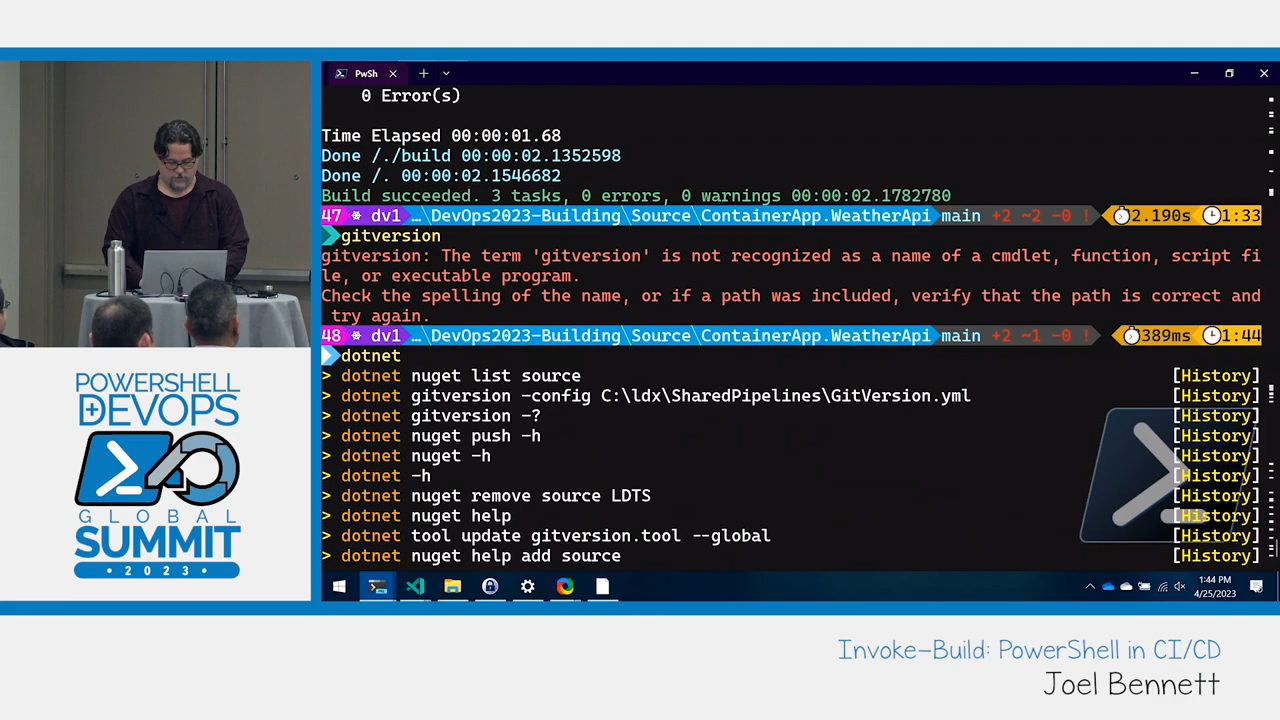 PwSh
0 Error(s)
Time Elapsed 00:00:01.68
Done /./build 00:00:02.1352598
Done /. 00:00:02.1546682
Build succeeded. 3 tasks, 0 errors, 0 warnings 00:00:02.1782780
47 dv1 …\DevOps2023-Building\Source\ContainerApp.WeatherApi main +2 ~2 -0 ! 2.190s 1:33
gitversion
gitversion: The term 'gitversion' is not recognized as a name of a cmdlet, function, script fi
le, or executable program.
Check the spelling of the name, or if a path was included, verify that the path is correct and
try again.
48 dv1 …\DevOps2023-Building\Source\ContainerApp.WeatherApi main +2 ~1 -0 ! 389ms 1:44
dotnet
> dotnet nuget list source [History]
> dotnet gitversion -config C:\ldx\SharedPipelines\GitVersion.yml [History]
> dotnet gitversion -? [History]
> dotnet nuget push -h [History]
> dotnet nuget -h [History]
> dotnet -h [History]
> dotnet nuget remove source LDTS [History]
> dotnet nuget help [History]
> dotnet tool update gitversion.tool --global [History]
> dotnet nuget help add source [History]
1:44 PM
4/25/2023
POWERSHELL
+ DEVOPS
GLOBAL
SUMMIT
• 2023 •
Invoke-Build: PowerShell in CI/CD
Joel Bennett